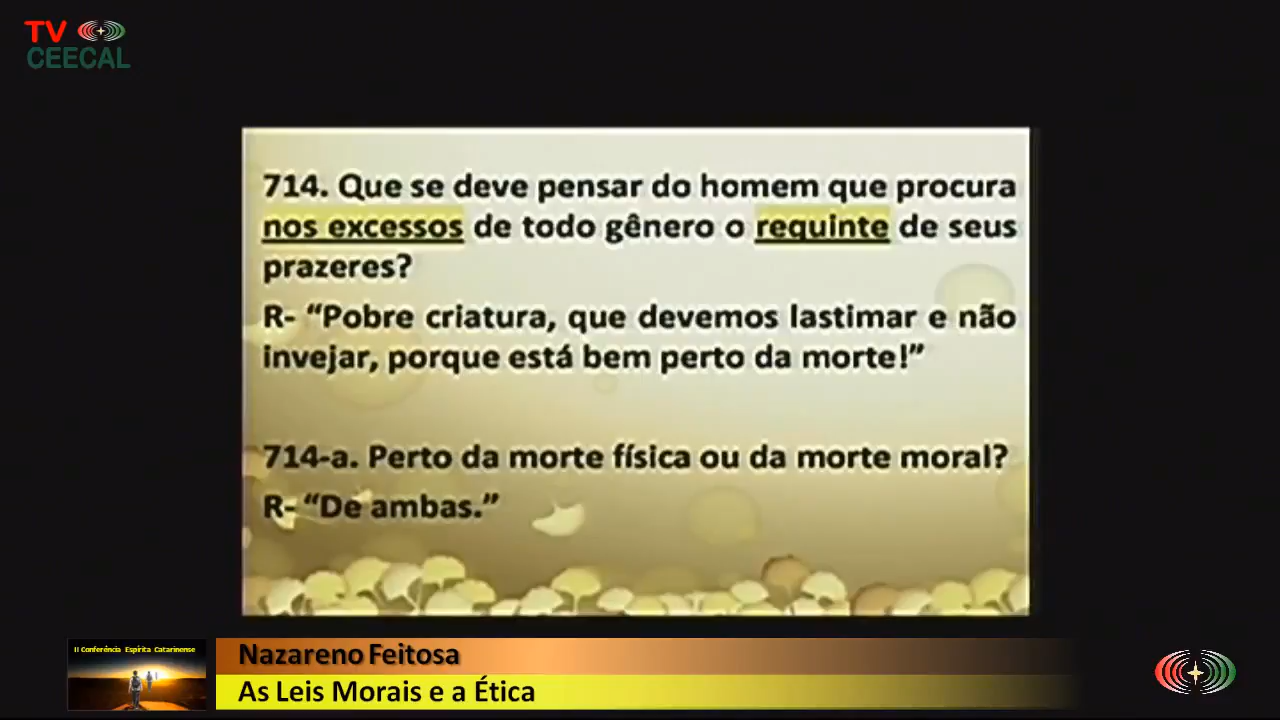 TV
CEECAL
714. Que se deve pensar do homem que procura
nos excessos de todo gênero o requinte de seus
prazeres?
R- “Pobre criatura, que devemos lastimar e não
invejar, porque está bem perto da morte!”
714-a. Perto da morte física ou da morte moral?
R- “De ambas.”
II Conferência Espírita Catarinense
Nazareno Feitosa
As Leis Morais e a Ética